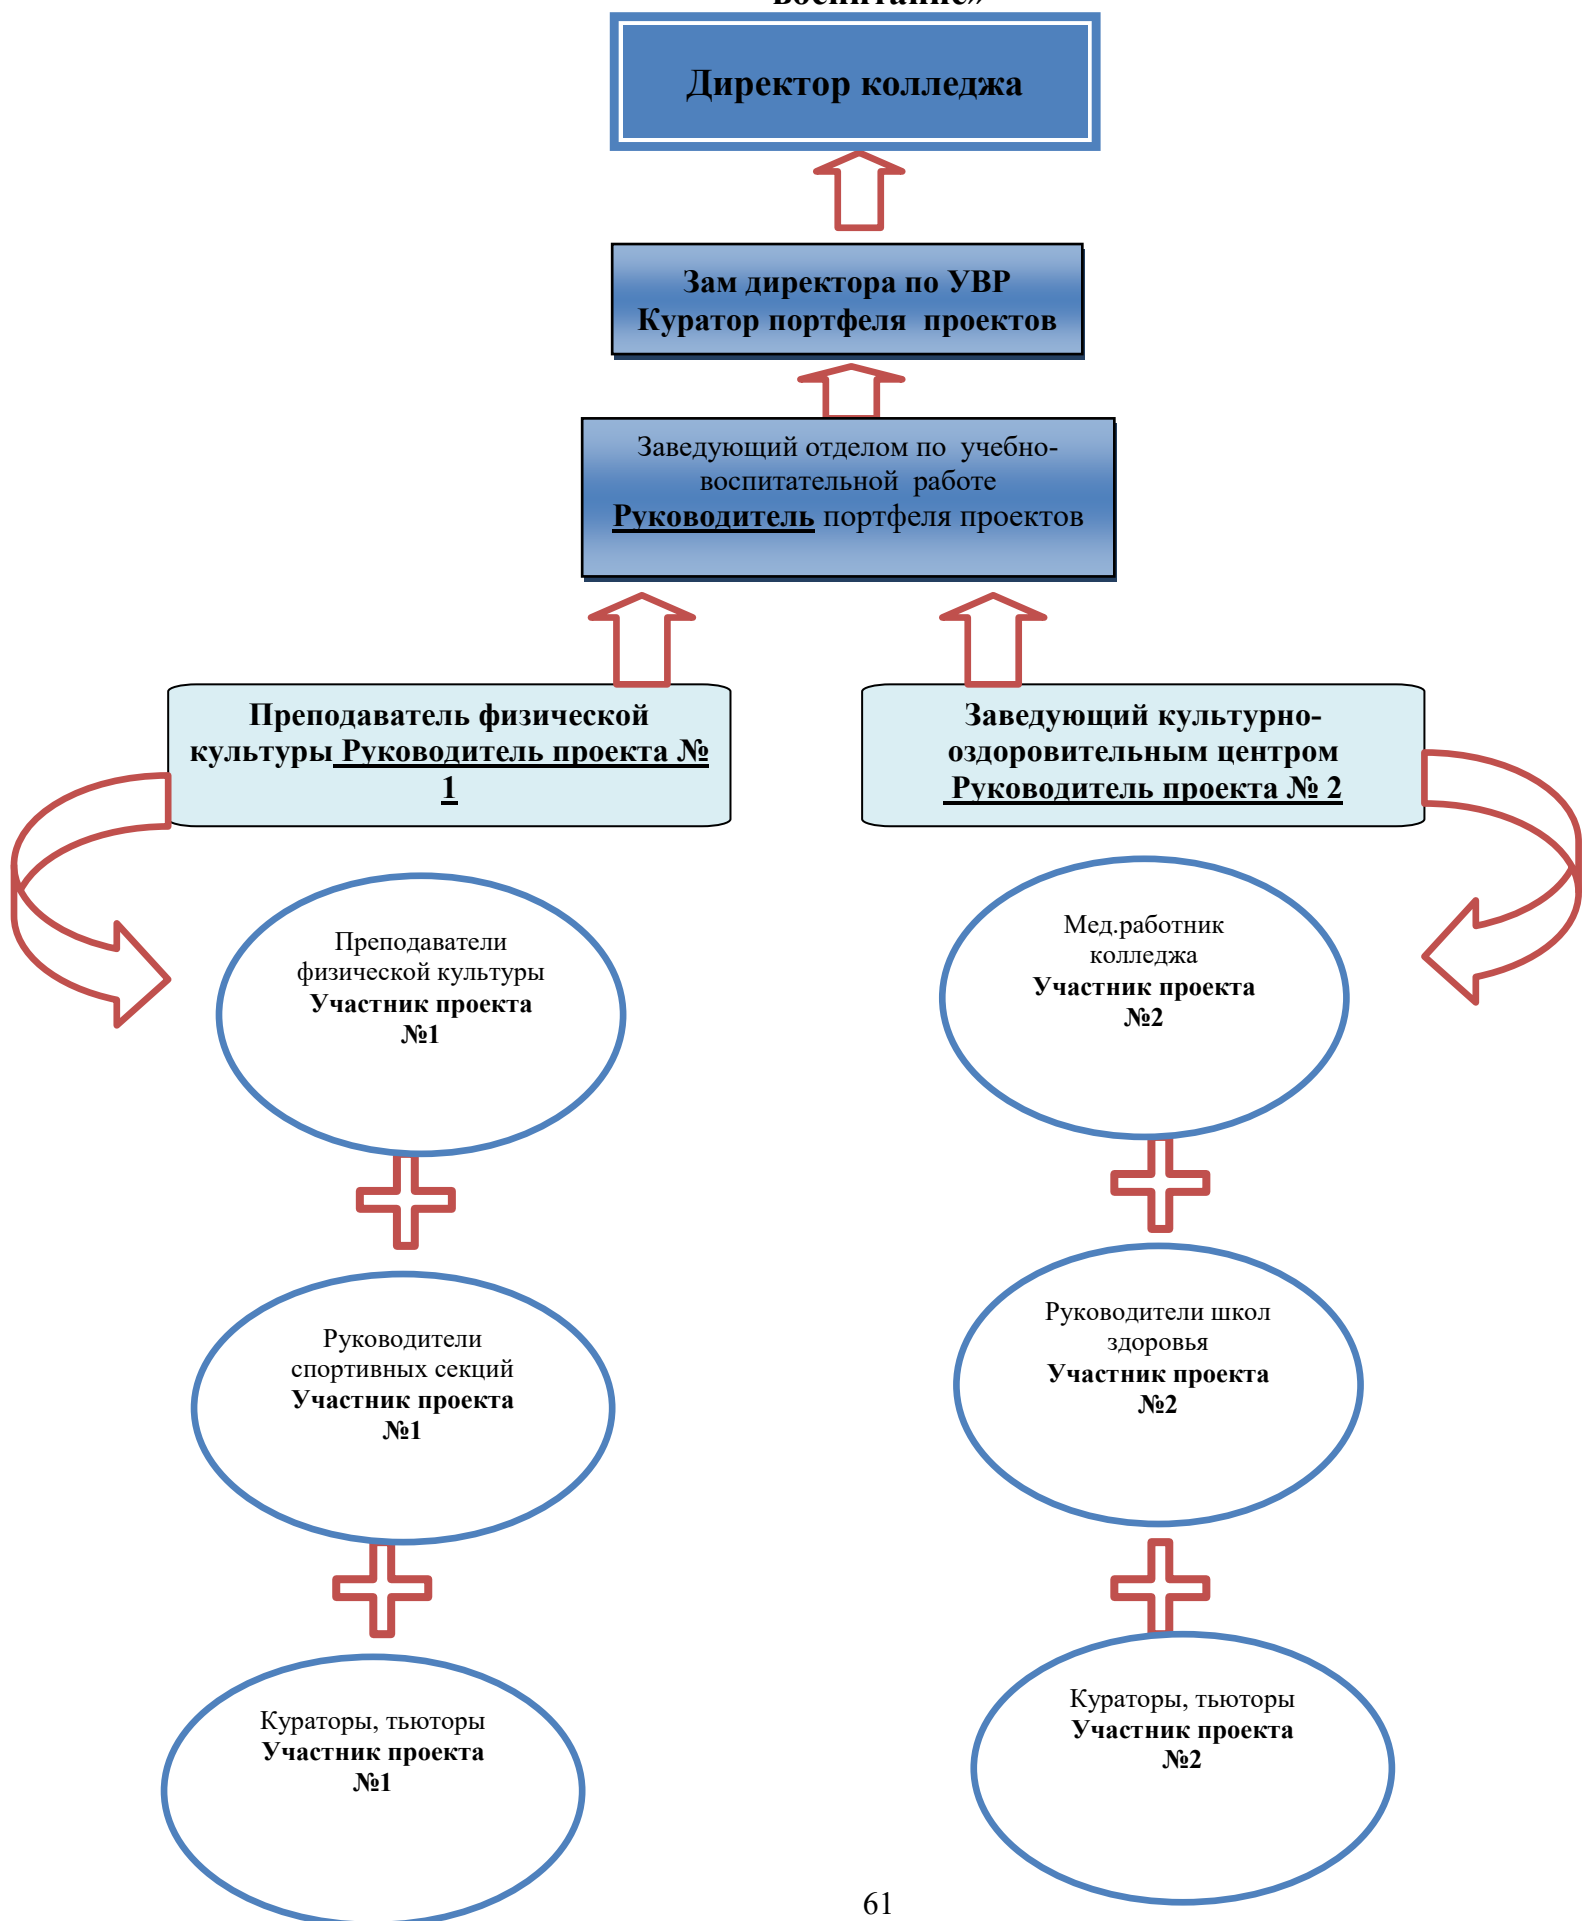 воспитание»
Директор колледжа
Зам директора по УВР
Куратор портфеля проектов
Заведующий отделом по учебно-
воспитательной работе
Руководитель портфеля проектов
Преподаватель физической
культуры Руководитель проекта №
1
Заведующий культурно-
оздоровительным центром
Руководитель проекта № 2
Преподаватели
физической культуры
Участник проекта
№1
Мед.работник
колледжа
Участник проекта
№2
Руководители
спортивных секций
Участник проекта
№1
Руководители школ
здоровья
Участник проекта
№2
Кураторы, тьюторы
Участник проекта
№1
Кураторы, тьюторы
Участник проекта
№2
61